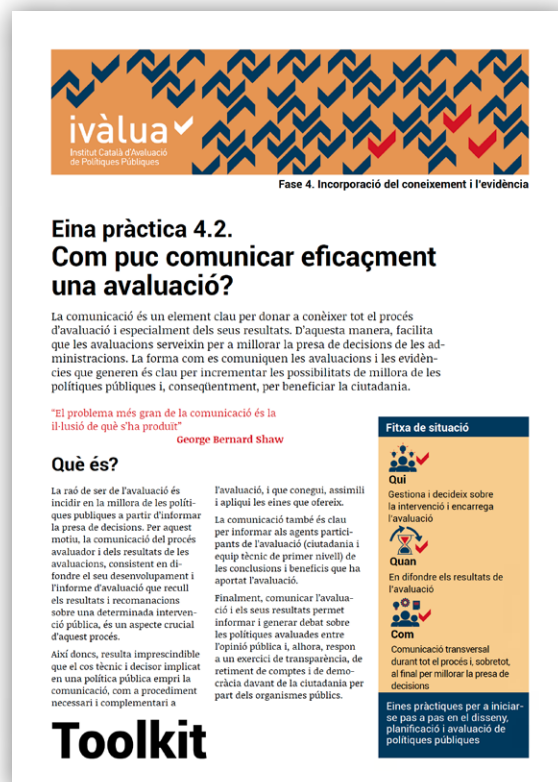 ivàlua
Institut Català d'Avaluació
de Polítiques Públiques
Fase 4. Incorporació del coneixement i l'evidència
Eina pràctica 4.2.
Com puc comunicar eficaçment
una avaluació?
La comunicació és un element clau per donar a conèixer tot el procés
d'avaluació i especialment dels seus resultats. D'aquesta manera, facilita
que les avaluacions serveixin per a millorar la presa de decisions de les ad-
ministracions. La forma com es comuniquen les avaluacions i les evidèn-
cies que generen és clau per incrementar les possibilitats de millora de les
polítiques públiques i, conseqüentment, per beneficiar la ciutadania.
"El problema més gran de la comunicació és la
il·lusió de què s'ha produït"
George Bernard Shaw
Què és?
La raó de ser de l'avaluació és
incidir en la millora de les políti-
ques publiques a partir d'informar
la presa de decisions. Per aquest
motiu, la comunicació del procés
avaluador i dels resultats de les
avaluacions, consistent en di-
fondre el seu desenvolupament i
l'informe d'avaluació que recull
els resultats i recomanacions
sobre una determinada interven-
ció pública, és un aspecte crucial
d'aquest procés.
Així doncs, resulta imprescindible
que el cos tècnic i decisor implicat
en una política pública empri la
comunicació, com a procediment
necessari i complementari a
l'avaluació, i que conegui, assimili
i apliqui les eines que ofereix.
La comunicació també és clau
per informar als agents partici-
pants de l'avaluació (ciutadania i
equip tècnic de primer nivell) de
les conclusions i beneficis que ha
aportat l'avaluació.
Finalment, comunicar l'avalua-
ció i els seus resultats permet
informar i generar debat sobre
les polítiques avaluades entre
l'opinió pública i, alhora, respon
a un exercici de transparència, de
retiment de comptes i de demo-
cràcia davant de la ciutadania per
part dels organismes públics.
Fitxa de situació
Qui
Gestiona i decideix sobre
la intervenció i encarrega
l'avaluació
Quan
En difondre els resultats de
l'avaluació
Com
Comunicació transversal
durant tot el procés i, sobretot,
al final per millorar la presa de
decisions
Eines pràctiques per a iniciar-
se pas a pas en el disseny,
planificació i avaluació de
polítiques públiques
Toolkit